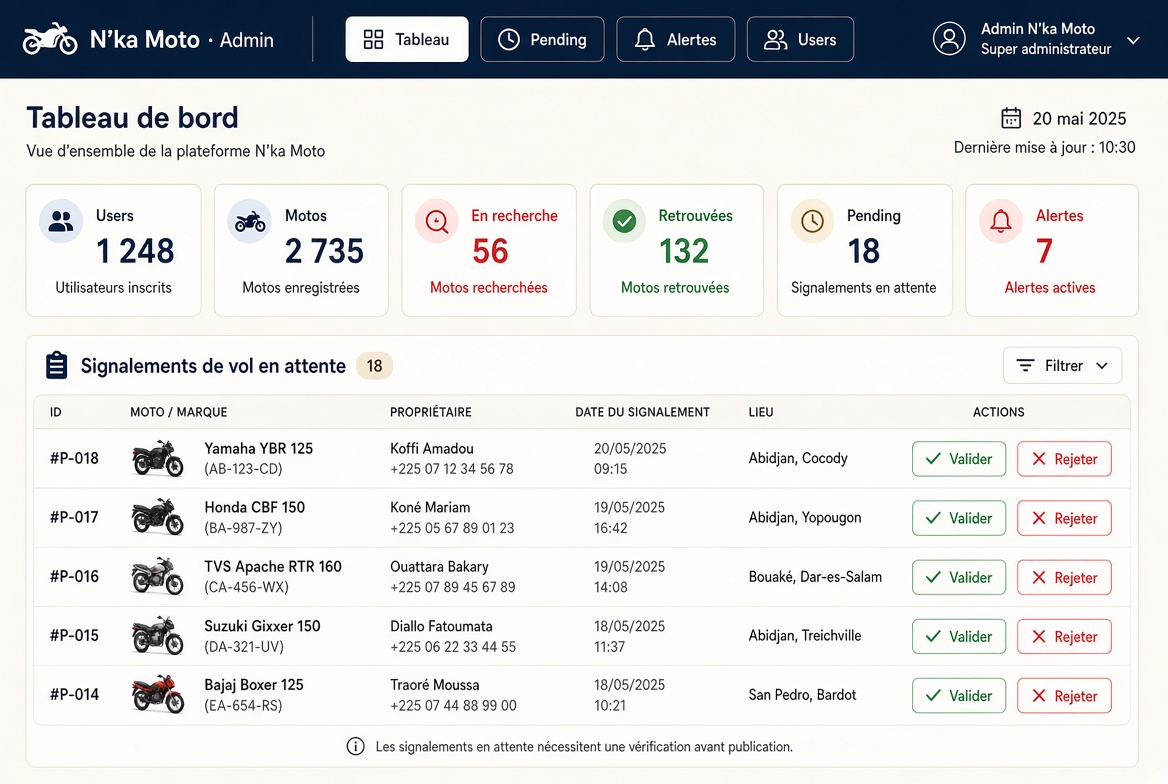 N'ka Moto · Admin
Tableau
Pending
Alertes
Users
Admin N'ka Moto
Super administrateur
Tableau de bord
Vue d'ensemble de la plateforme N'ka Moto
20 mai 2025
Dernière mise à jour : 10:30
Users
1 248
Utilisateurs inscrits
Motos
2 735
Motos enregistrées
En recherche
56
Motos recherchées
Retrouvées
132
Motos retrouvées
Pending
18
Signalements en attente
Alertes
7
Alertes actives
Signalements de vol en attente 18
Filtrer
ID MOTO / MARQUE PROPRIÉTAIRE DATE DU SIGNALEMENT LIEU ACTIONS
#P-018 Yamaha YBR 125 Koffi Amadou 20/05/2025 Abidjan, Cocody Valider Rejeter
(AB-123-CD) +225 07 12 34 56 78 09:15
#P-017 Honda CBF 150 Koné Mariam 19/05/2025 Abidjan, Yopougon Valider Rejeter
(BA-987-ZY) +225 05 67 89 01 23 16:42
#P-016 TVS Apache RTR 160 Ouattara Bakary 19/05/2025 Bouaké, Dar-es-Salam Valider Rejeter
(CA-456-WX) +225 07 89 45 67 89 14:08
#P-015 Suzuki Gixxer 150 Diallo Fatoumata 18/05/2025 Abidjan, Treichville Valider Rejeter
(DA-321-UV) +225 06 22 33 44 55 11:37
#P-014 Bajaj Boxer 125 Traoré Moussa 18/05/2025 San Pedro, Bardot Valider Rejeter
(EA-654-RS) +225 07 44 88 99 00 10:21
Les signalements en attente nécessitent une vérification avant publication.